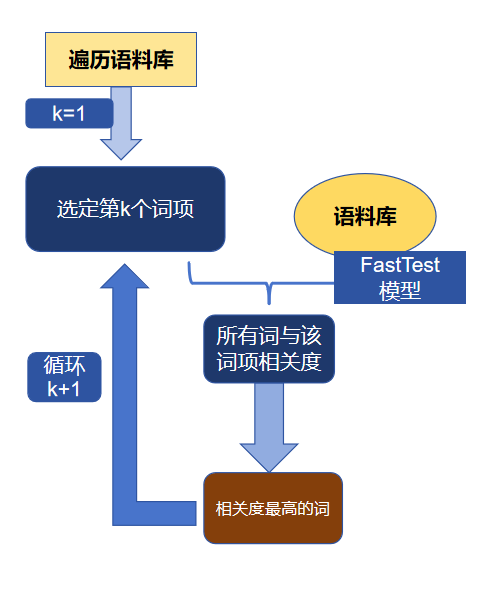 遍历语料库
k=1
选定第k个词项
语料库
FastTest
模型
所有词与该
词项相关度
循环
k+1
相关度最高的词